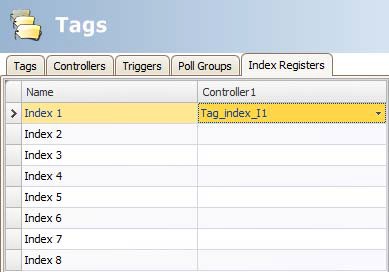 Tags
Tags Controllers Triggers Poll Groups Index Registers
Name Controller1
Index 1 Tag_index_I1
Index 2
Index 3
Index 4
Index 5
Index 6
Index 7
Index 8